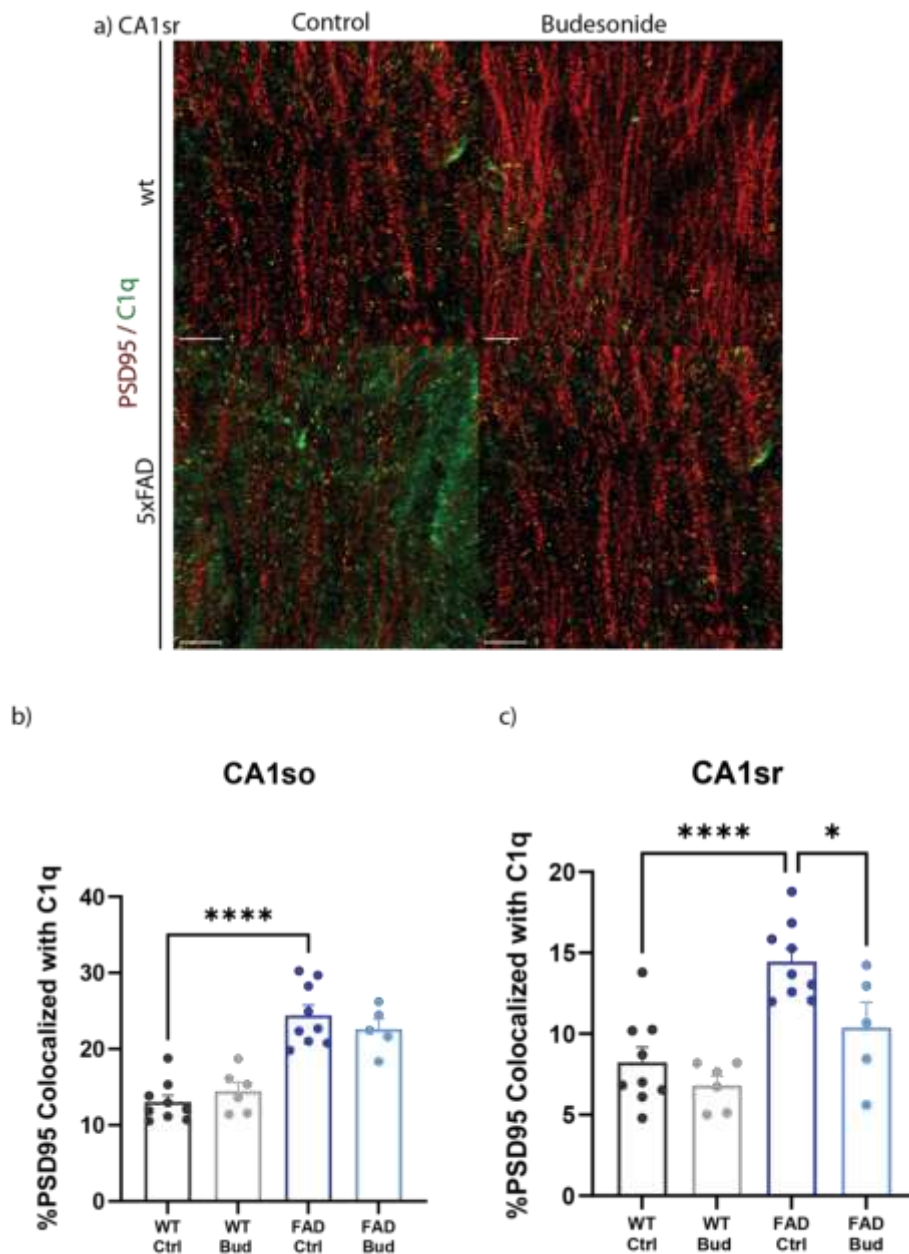 a) CA1sr
Control
Budesonide
wt
PSD95 / C1q
5xFAD
b)
c)
CA1so
CA1sr
%PSD95 Colocalized with C1q
40
30
20
10
0
****
WT Ctrl
WT Bud
FAD Ctrl
FAD Bud
%PSD95 Colocalized with C1q
20
15
10
5
0
****
*
WT Ctrl
WT Bud
FAD Ctrl
FAD Bud